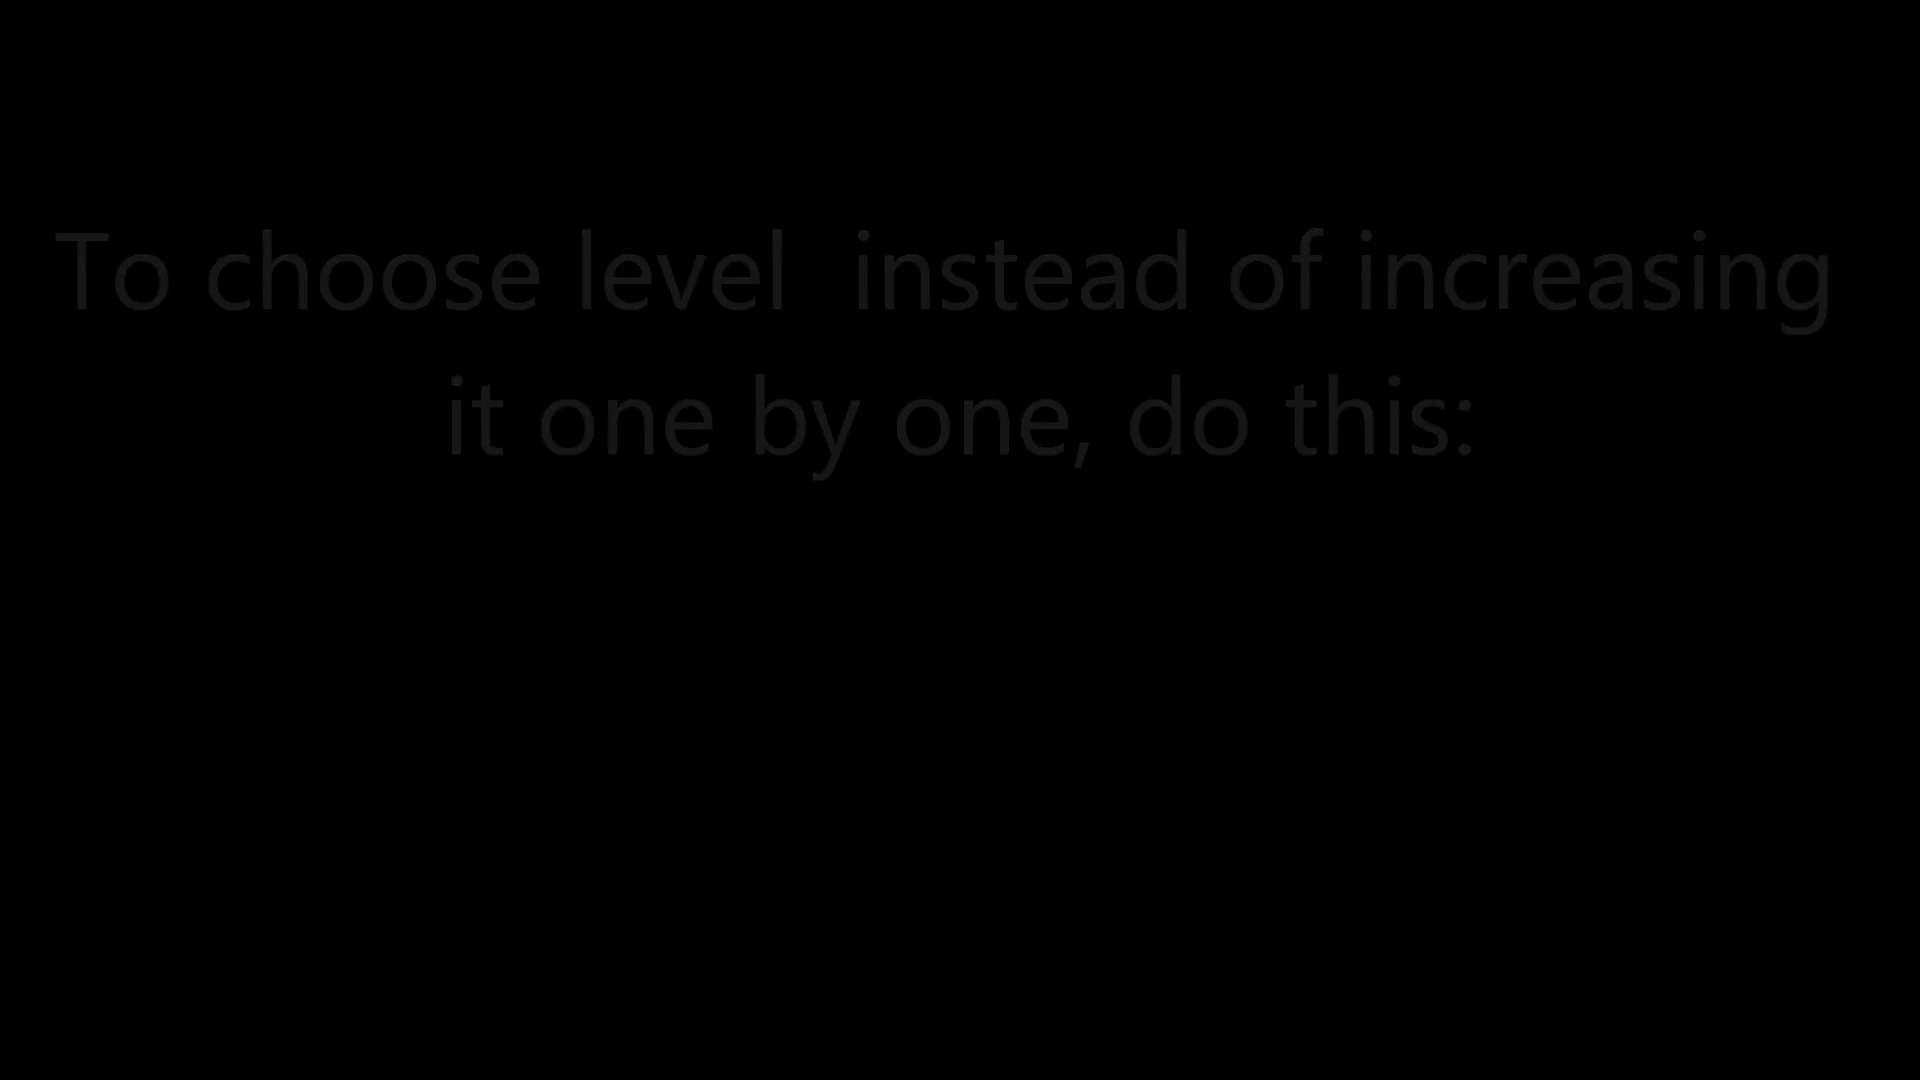 To choose level  instead of increasing
it one by one, do this: